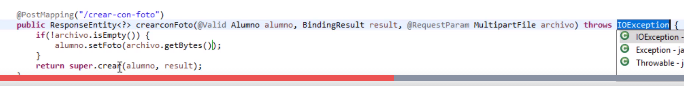 @PostMapping("/crear-con-foto")
public ResponseEntity<?> crearconFoto(@Valid Alumno alumno, BindingResult result, @RequestParam MultipartFile archivo) throws IOException {
if(!archivo.isEmpty()) {
IOException -
alumno.setFoto(archivo.getBytes());
Exception - ja
}
Throwable - j
return super.crear(alumno, result);